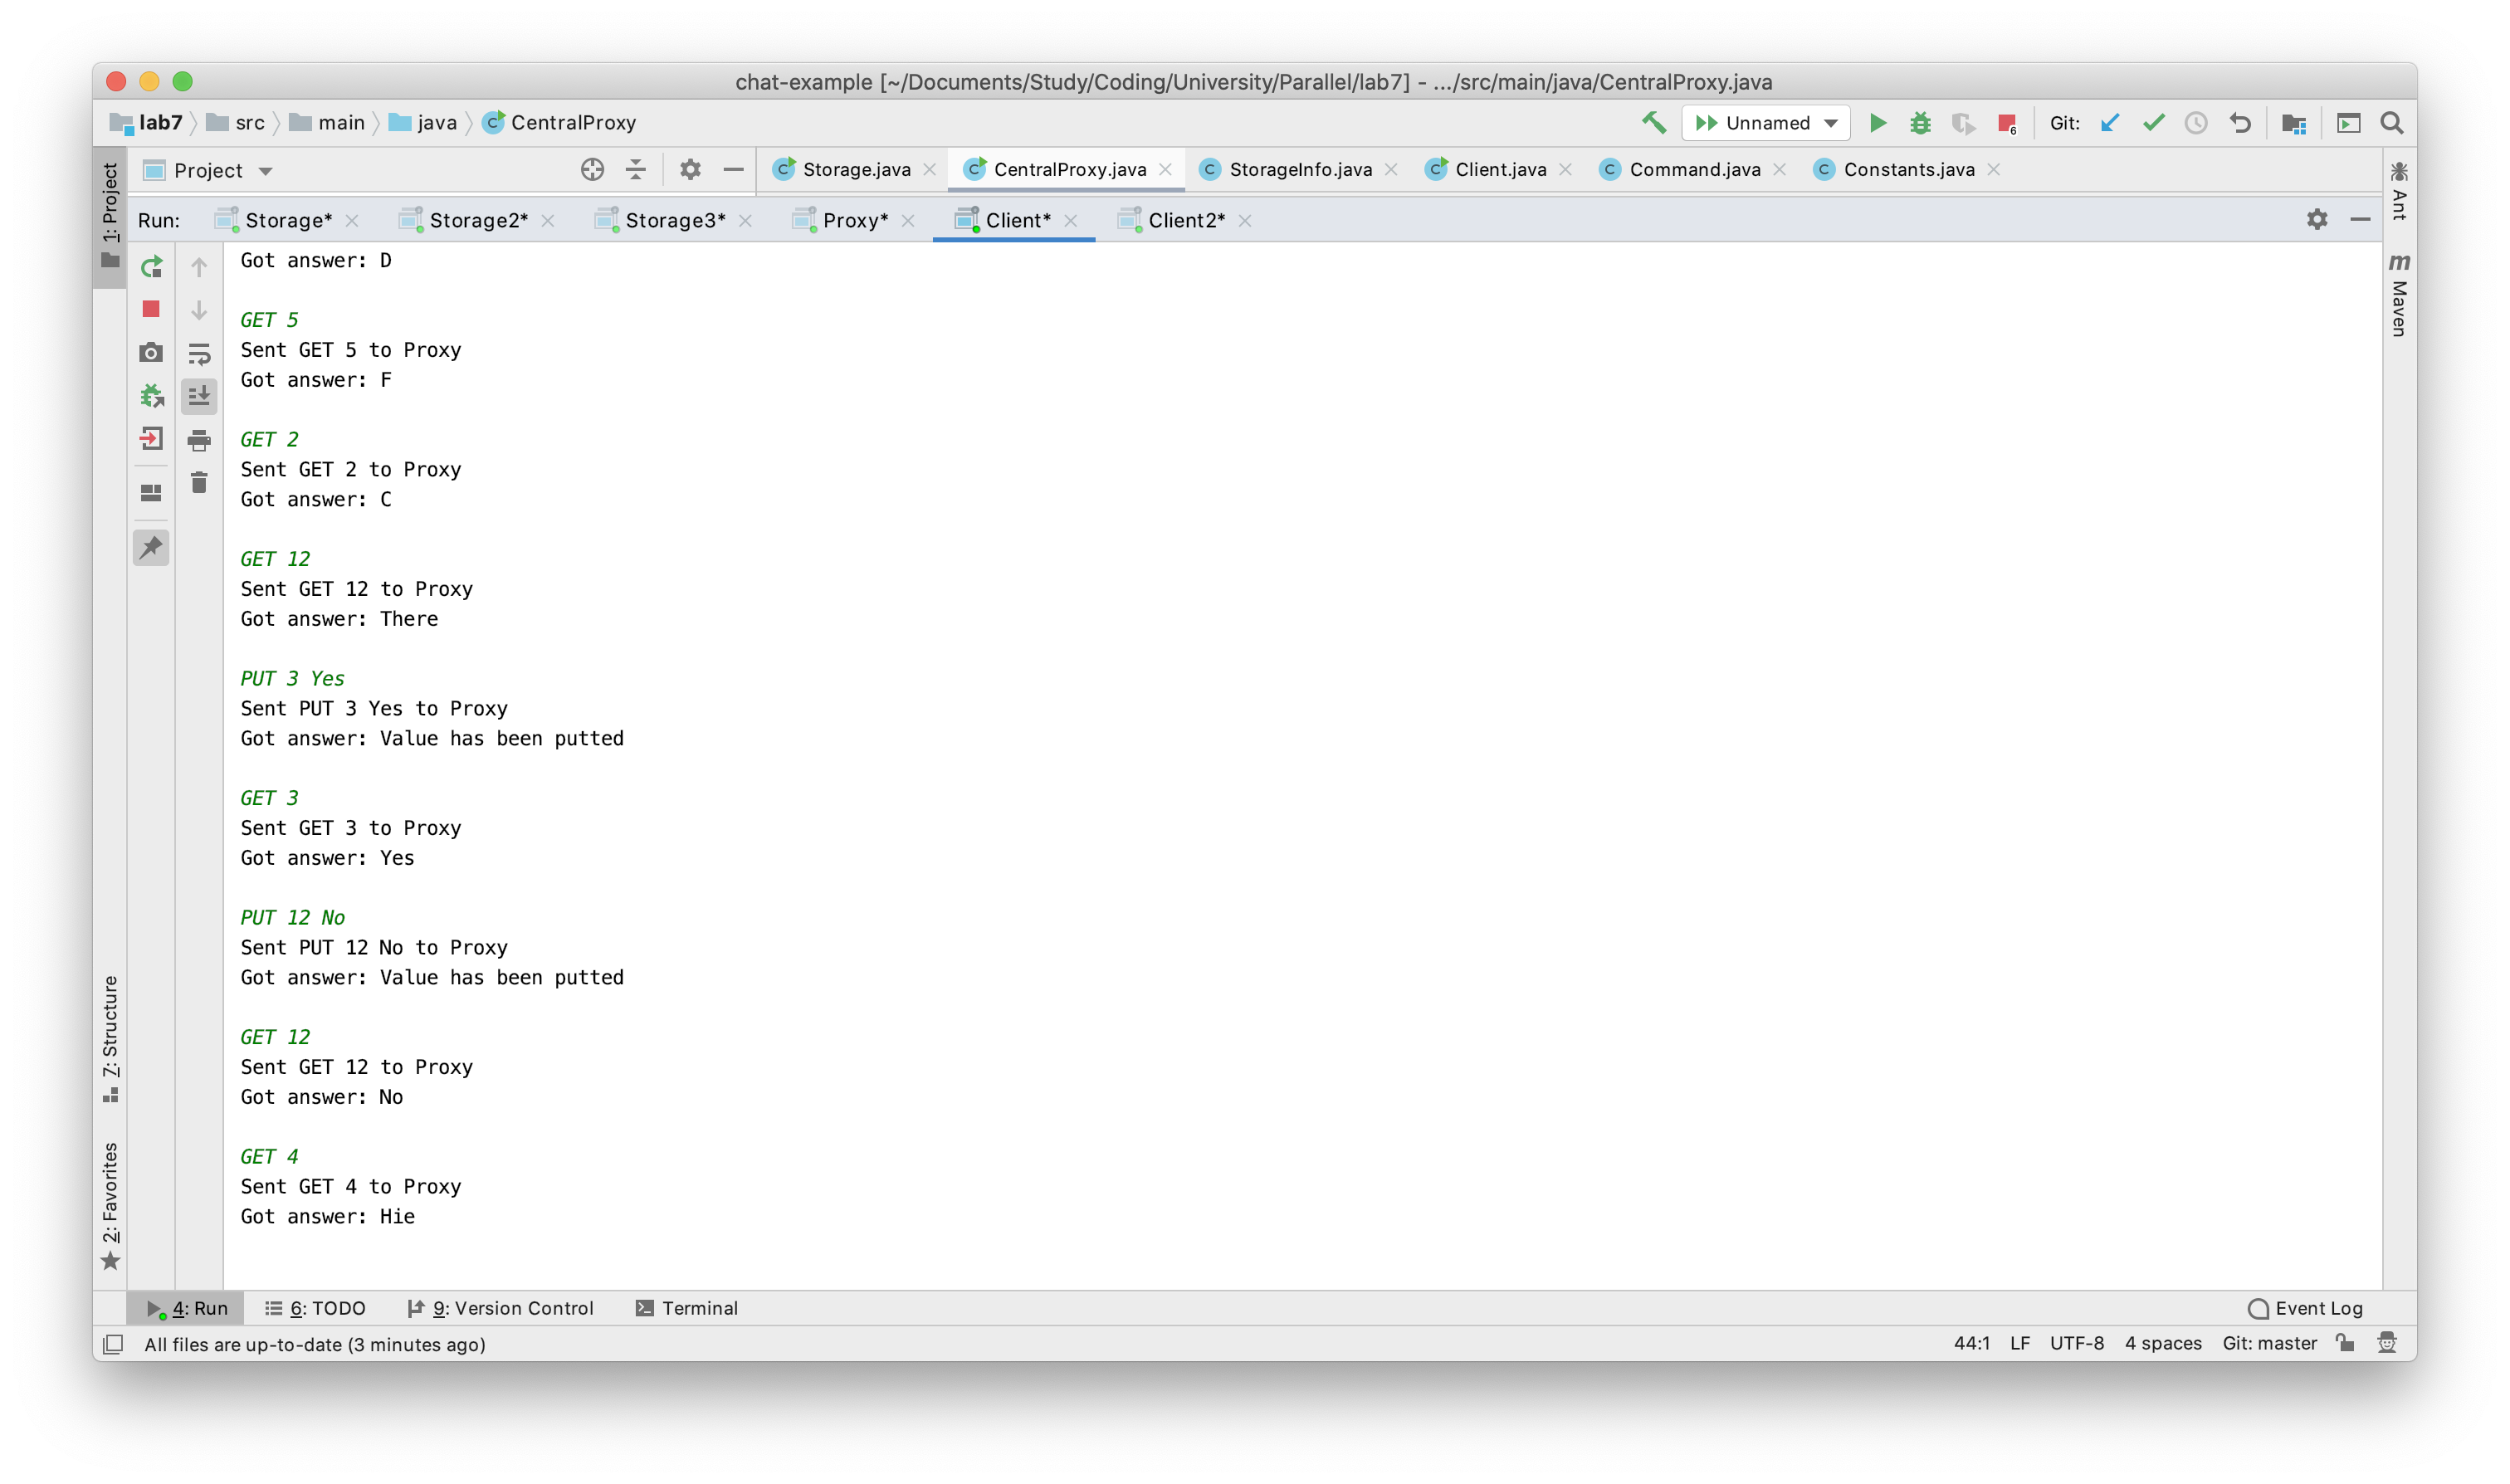 chat-example [~/Documents/Study/Coding/University/Parallel/lab7] - .../src/main/java/CentralProxy.java
lab7 src main java CentralProxy Unnamed 6 Git:
1: Project
Project Storage.java CentralProxy.java StorageInfo.java Client.java Command.java Constants.java
Run: Storage* Storage2* Storage3* Proxy* Client* Client2*
Ant
Maven
Got answer: D
GET 5
Sent GET 5 to Proxy
Got answer: F
GET 2
Sent GET 2 to Proxy
Got answer: C
GET 12
Sent GET 12 to Proxy
Got answer: There
PUT 3 Yes
Sent PUT 3 Yes to Proxy
Got answer: Value has been putted
GET 3
Sent GET 3 to Proxy
Got answer: Yes
PUT 12 No
Sent PUT 12 No to Proxy
Got answer: Value has been putted
GET 12
Sent GET 12 to Proxy
Got answer: No
GET 4
Sent GET 4 to Proxy
Got answer: Hie
7: Structure
2: Favorites
4: Run 6: TODO 9: Version Control Terminal Event Log
All files are up-to-date (3 minutes ago) 44:1 LF UTF-8 4 spaces Git: master